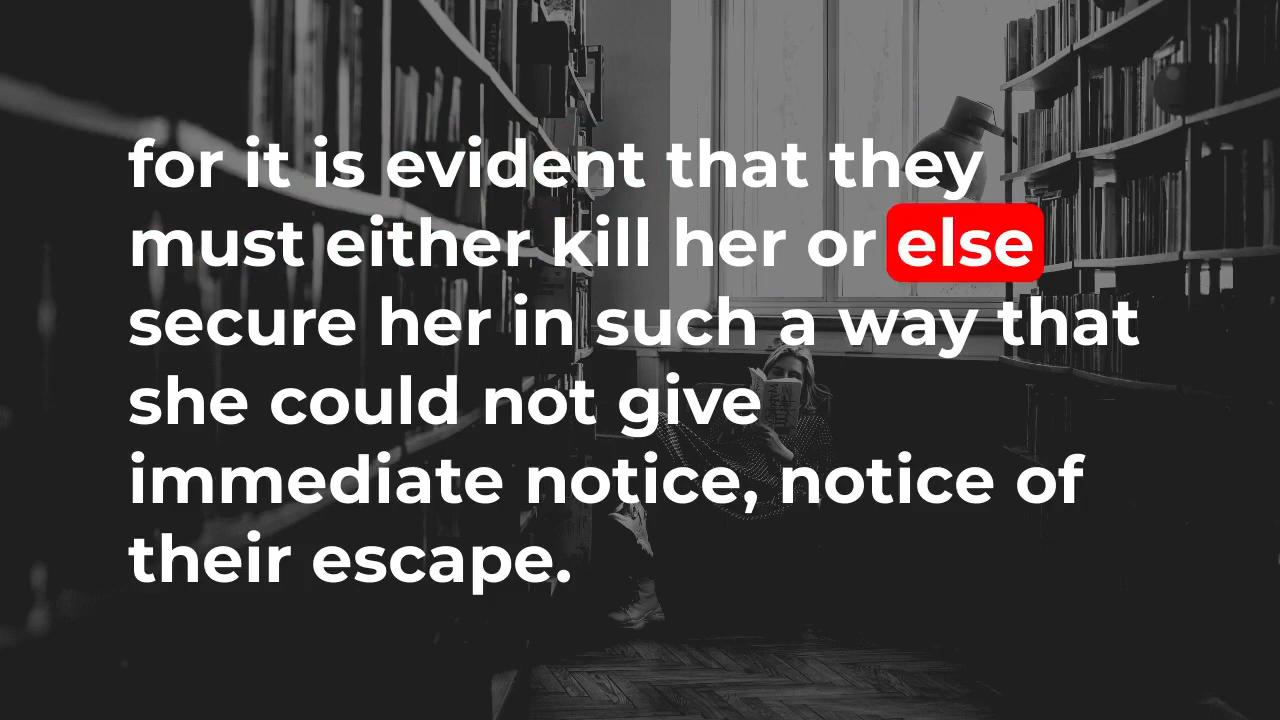 for it is evident that they
must either kill her or else
secure her in such a way that
she could not give
immediate notice, notice of
their escape.